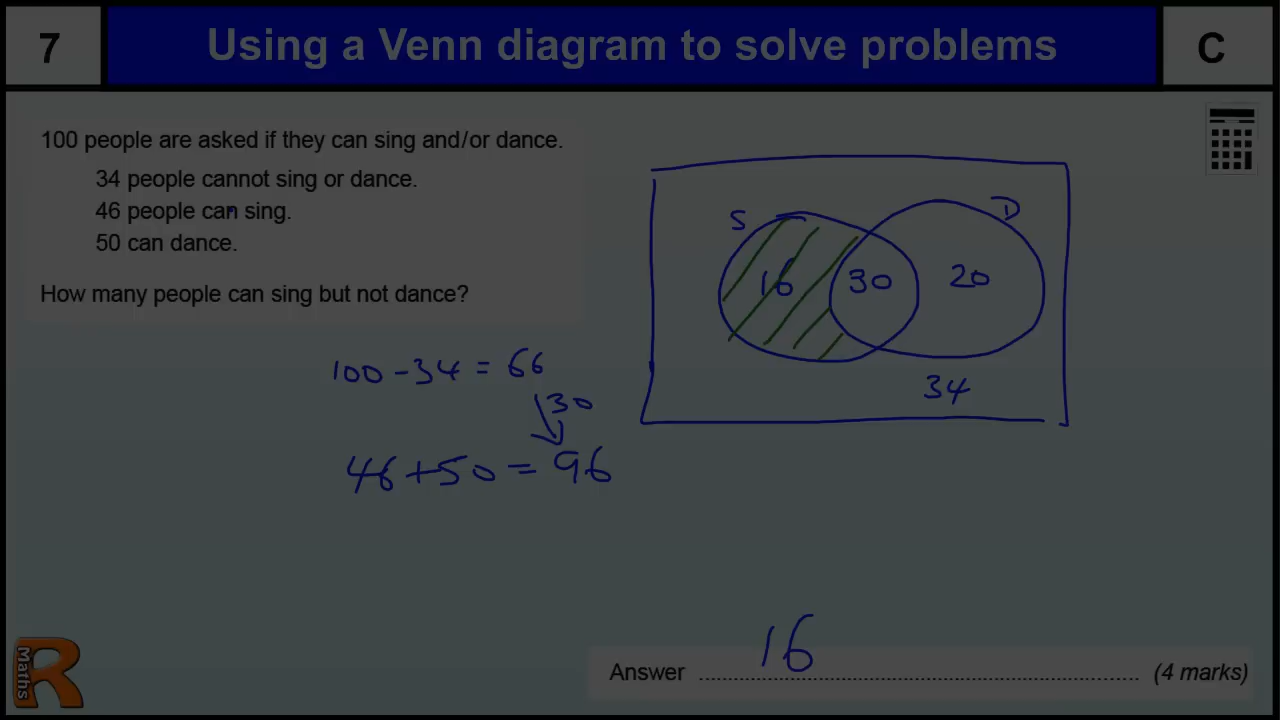 7
Using a Venn diagram to solve problems
C
100 people are asked if they can sing and/or dance.
34 people cannot sing or dance.
46 people can sing.
50 can dance.
How many people can sing but not dance?
S
D
16
30
20
34
100 - 34 = 66
30
46 + 50 = 96
16
Answer ........................................ (4 marks)
R
Maths